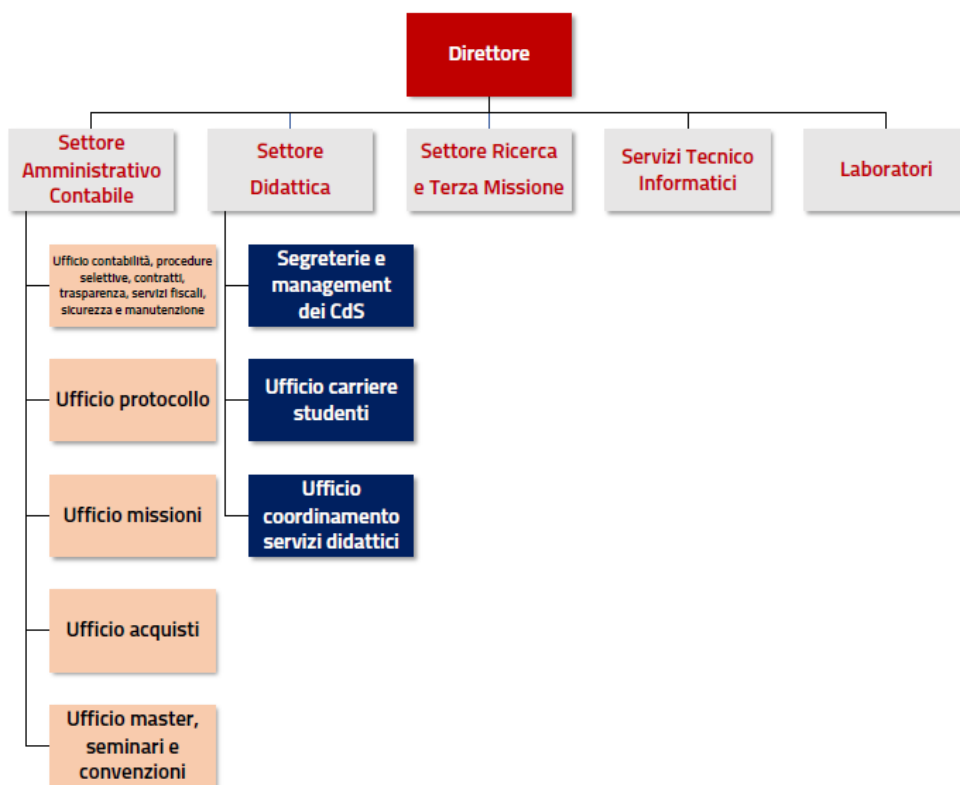 Direttore
Settore
Amministrativo
Contabile
Settore
Didattica
Settore Ricerca
e Terza Missione
Servizi Tecnico
Informatici
Laboratori
Ufficio contabilità, procedure
selettive, contratti,
trasparenza, servizi fiscali,
sicurezza e manutenzione
Ufficio protocollo
Ufficio missioni
Ufficio acquisti
Ufficio master,
seminari e
convenzioni
Segreterie e
management
dei CdS
Ufficio carriere
studenti
Ufficio
coordinamento
servizi didattici